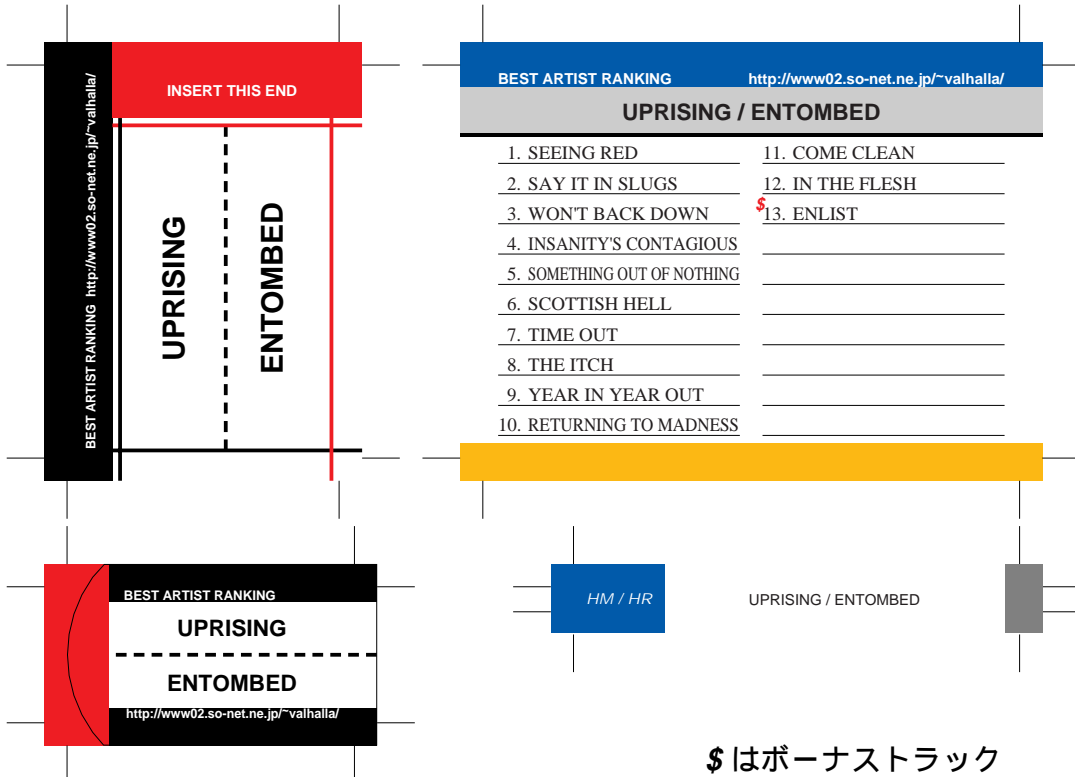 BEST ARTIST RANKING http://www02.so-net.ne.jp/~valhalla/
INSERT THIS END
UPRISING
ENTOMBED
BEST ARTIST RANKING http://www02.so-net.ne.jp/~valhalla/
UPRISING / ENTOMBED
1. SEEING RED
2. SAY IT IN SLUGS
3. WON'T BACK DOWN
4. INSANITY'S CONTAGIOUS
5. SOMETHING OUT OF NOTHING
6. SCOTTISH HELL
7. TIME OUT
8. THE ITCH
9. YEAR IN YEAR OUT
10. RETURNING TO MADNESS
11. COME CLEAN
12. IN THE FLESH
$13. ENLIST
BEST ARTIST RANKING
UPRISING
ENTOMBED
http://www02.so-net.ne.jp/~valhalla/
HM / HR
UPRISING / ENTOMBED
$はボーナストラック